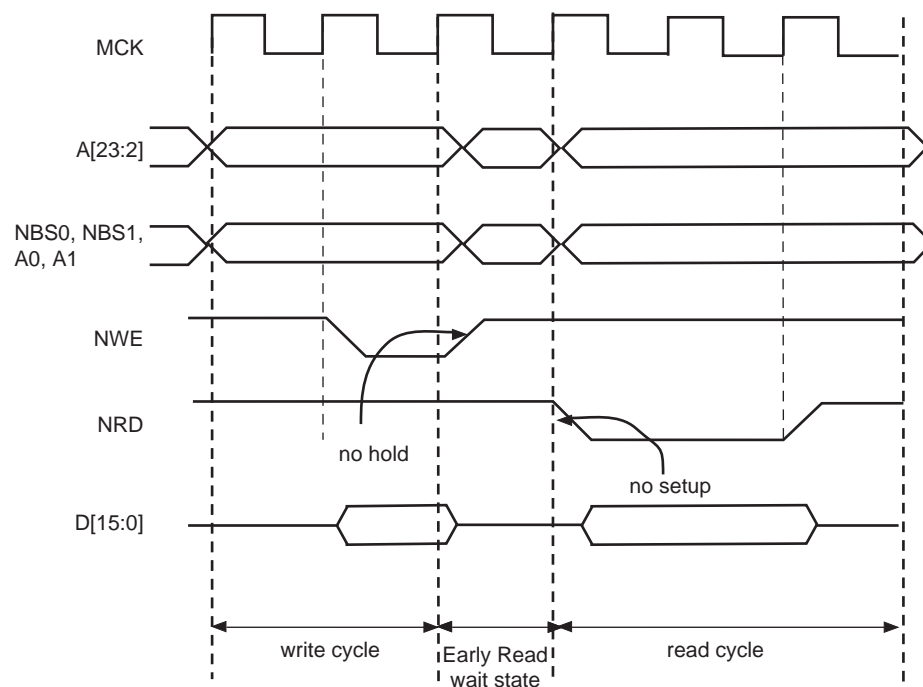 MCK
A[23:2]
NBS0, NBS1,
A0, A1
NWE
no hold
NRD
no setup
D[15:0]
write cycle
Early Read
wait state
read cycle